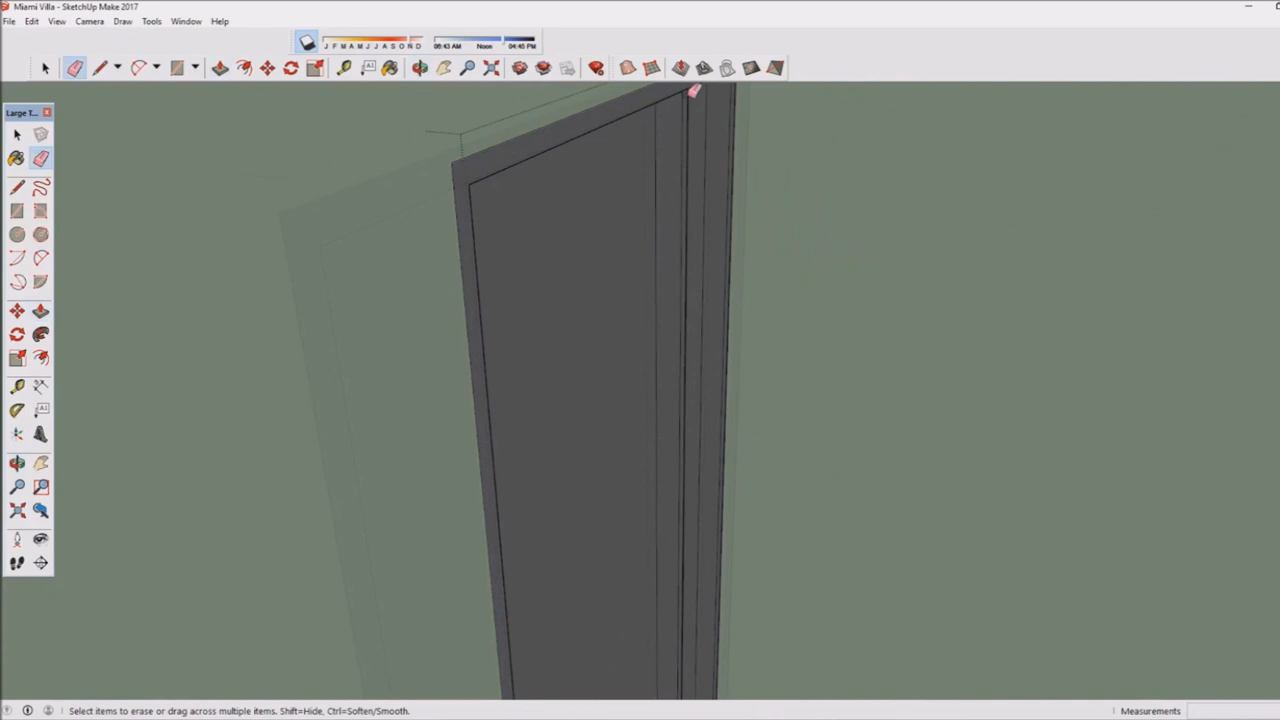 Miami Villa - SketchUp Make 2017
File Edit View Camera Draw Tools Window Help
J F M A M J J A S O N D 06:43 AM Noon 04:45 PM
Large T...
Select items to erase or drag across multiple items. Shift=Hide, Ctrl=Soften/Smooth.
Measurements